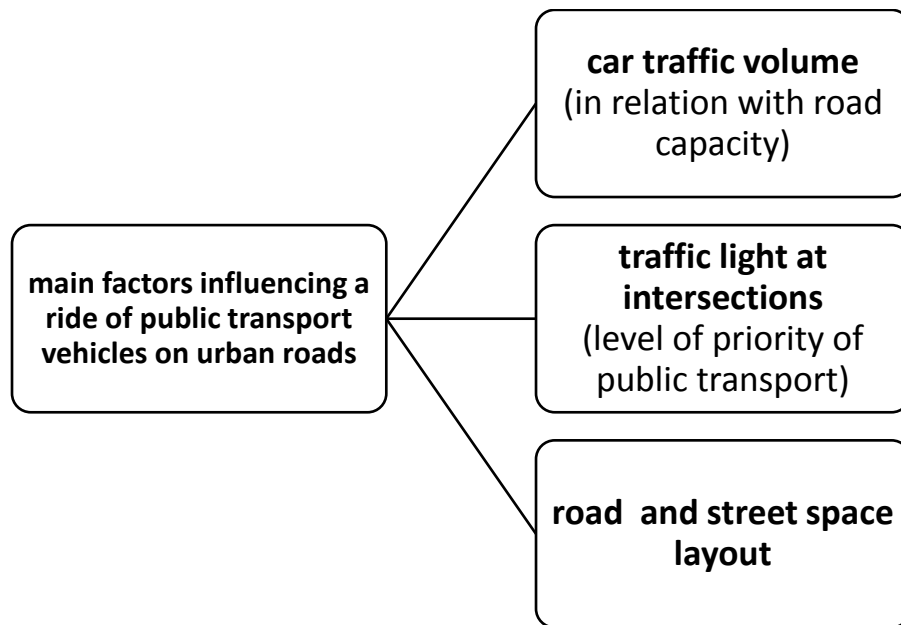 main factors influencing a
ride of public transport
vehicles on urban roads
car traffic volume
(in relation with road
capacity)
traffic light at
intersections
(level of priority of
public transport)
road and street space
layout